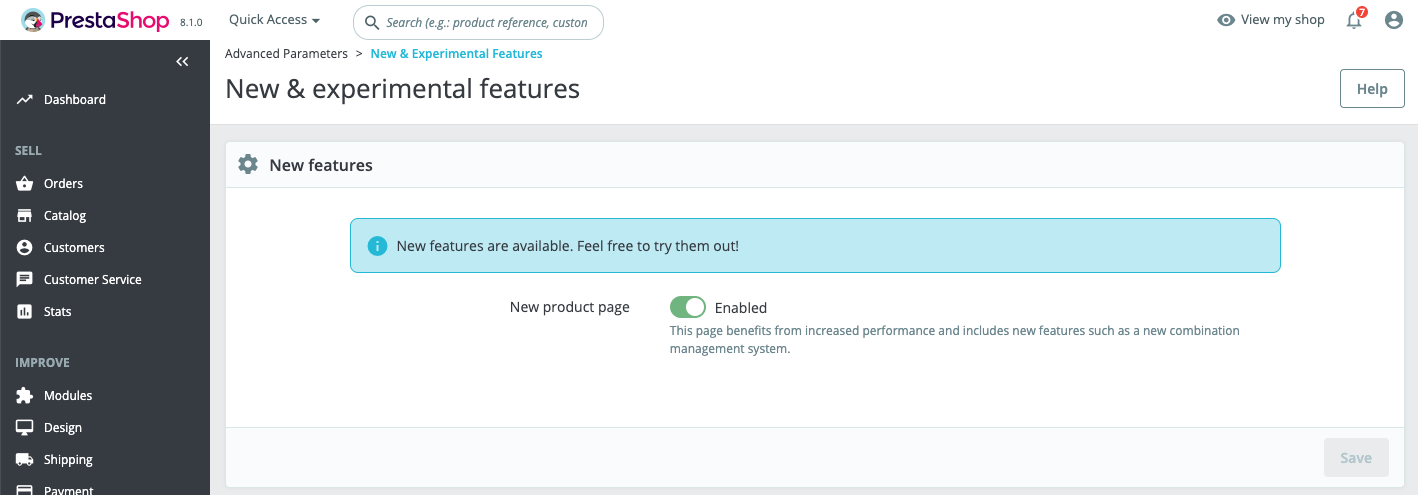 PrestaShop 8.1.0 Quick Access Search (e.g.: product reference, custon View my shop 7
Advanced Parameters > New & Experimental Features
New & experimental features
Help
Dashboard
SELL
Orders
Catalog
Customers
Customer Service
Stats
IMPROVE
Modules
Design
Shipping
Payment
New features
New features are available. Feel free to try them out!
New product page Enabled
This page benefits from increased performance and includes new features such as a new combination
management system.
Save